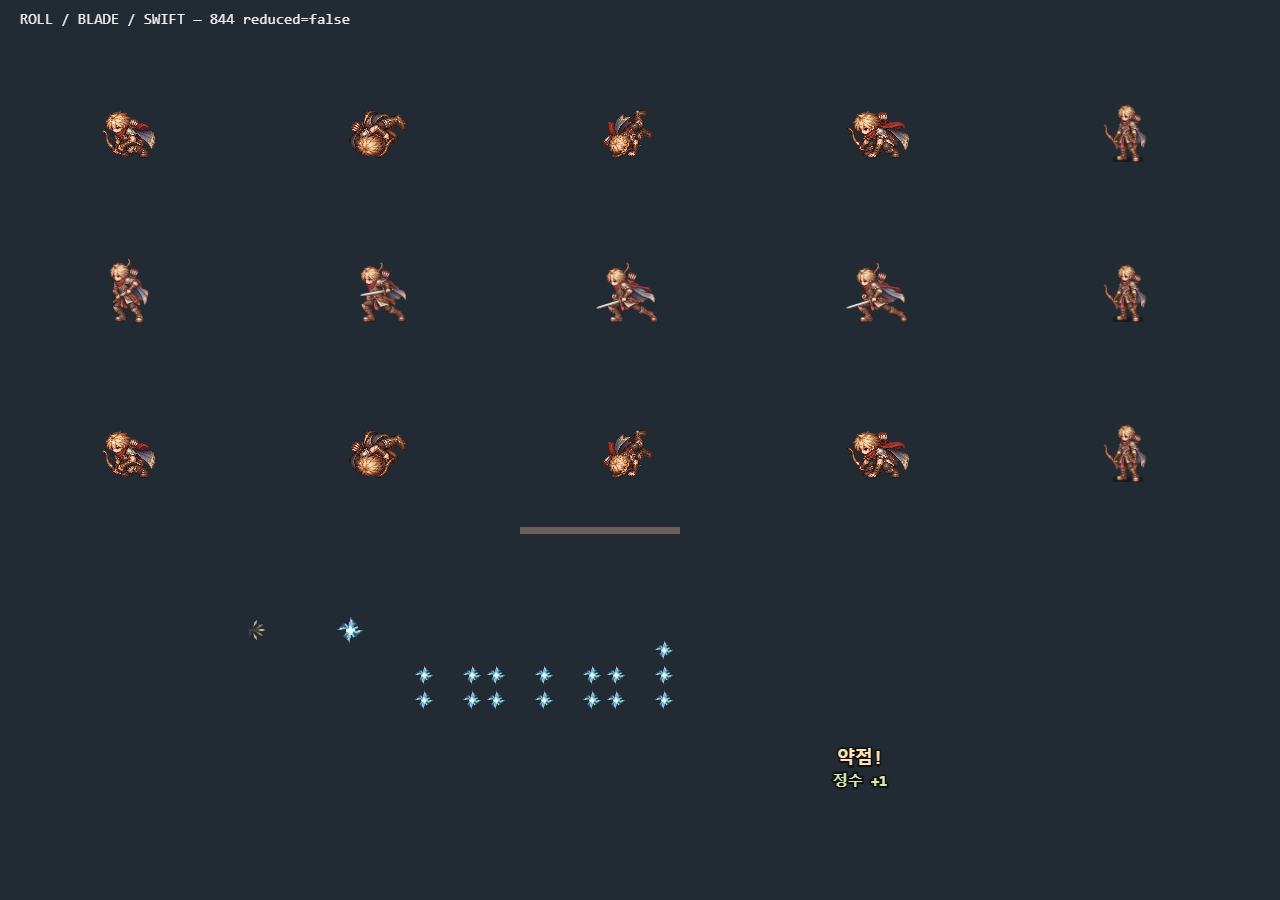 ROLL / BLADE / SWIFT — 844 reduced=false
약점!
정수 +1